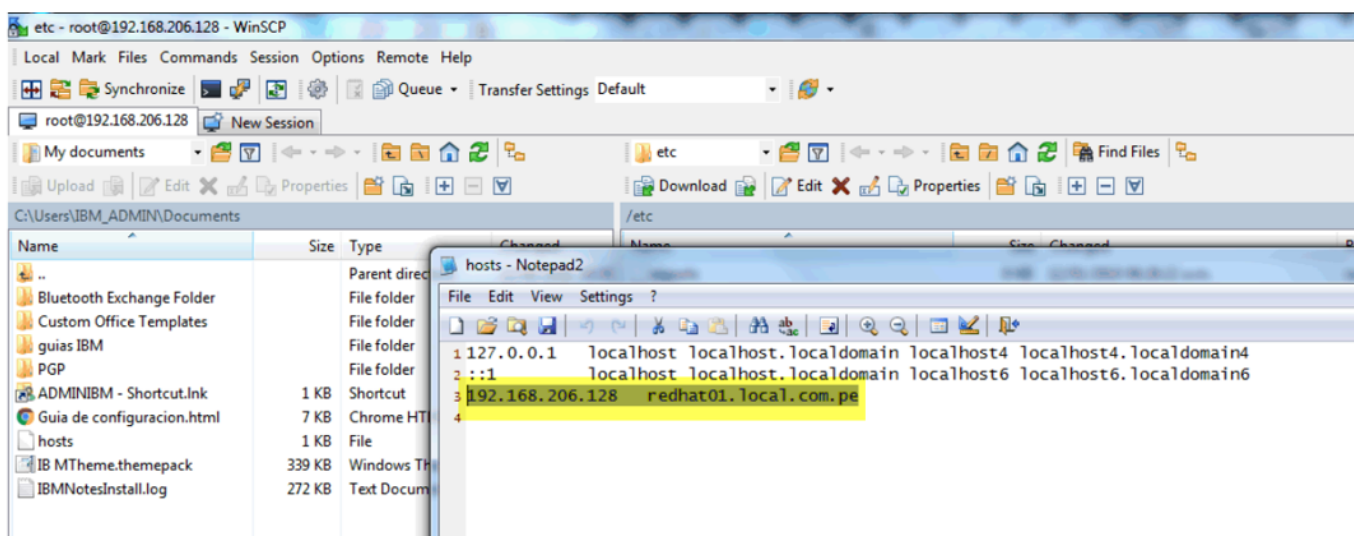 etc - root@192.168.206.128 - WinSCP
Local Mark Files Commands Session Options Remote Help
Synchronize Queue Transfer Settings Default
root@192.168.206.128 New Session
My documents etc Find Files
Upload Edit Properties Download Edit Properties
C:\Users\IBM_ADMIN\Documents /etc
Name Size Type Changed Name Size Changed
.. Parent direc
Bluetooth Exchange Folder File folder
Custom Office Templates File folder
guias IBM File folder
PGP File folder
ADMINIBM - Shortcut.lnk 1 KB Shortcut
Guia de configuracion.html 7 KB Chrome HT
hosts 1 KB File
IB MTheme.themepack 339 KB Windows Th
IBMNotesInstall.log 272 KB Text Docum
hosts - Notepad2
File Edit View Settings ?
1 127.0.0.1 localhost localhost.localdomain localhost4 localhost4.localdomain4
2 ::1 localhost localhost.localdomain localhost6 localhost6.localdomain6
3 192.168.206.128 redhat01.local.com.pe
4